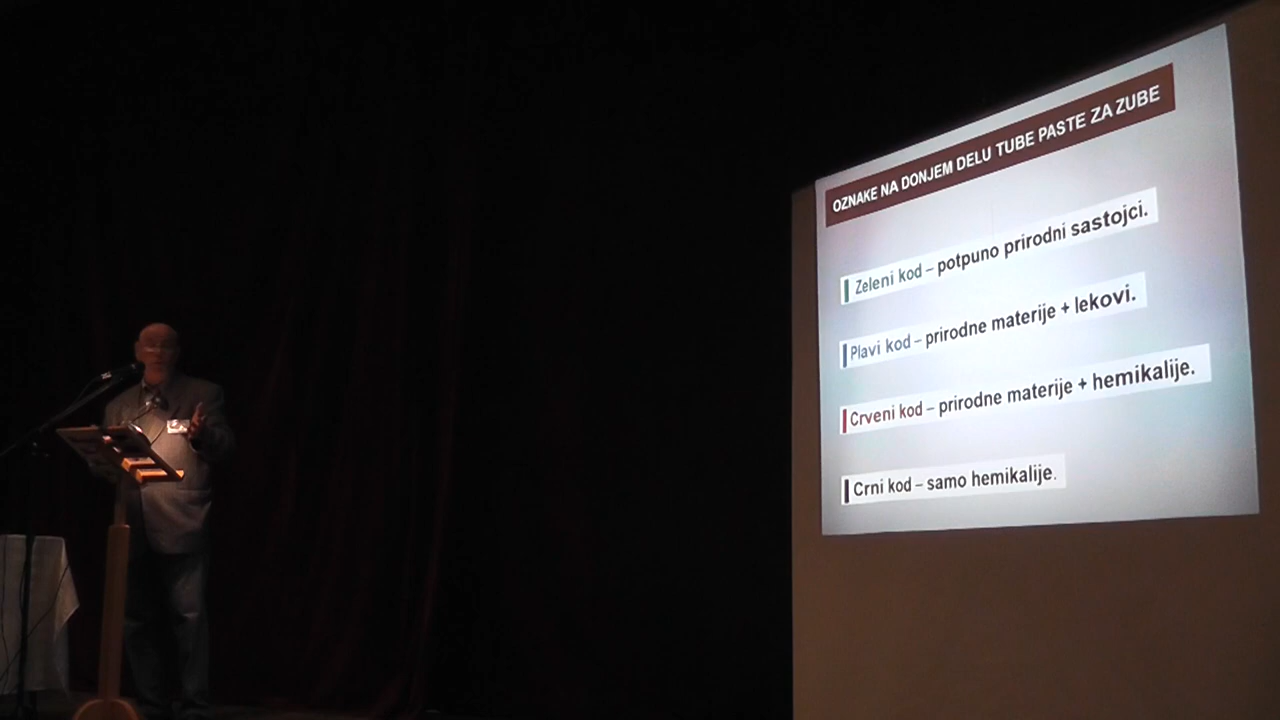 OZNAKE NA DONJEM DELU TUBE PASTE ZA ZUBE
Zeleni kod – potpuno prirodni sastojci.
Plavi kod – prirodne materije + lekovi.
Crveni kod – prirodne materije + hemikalije.
Crni kod – samo hemikalije.